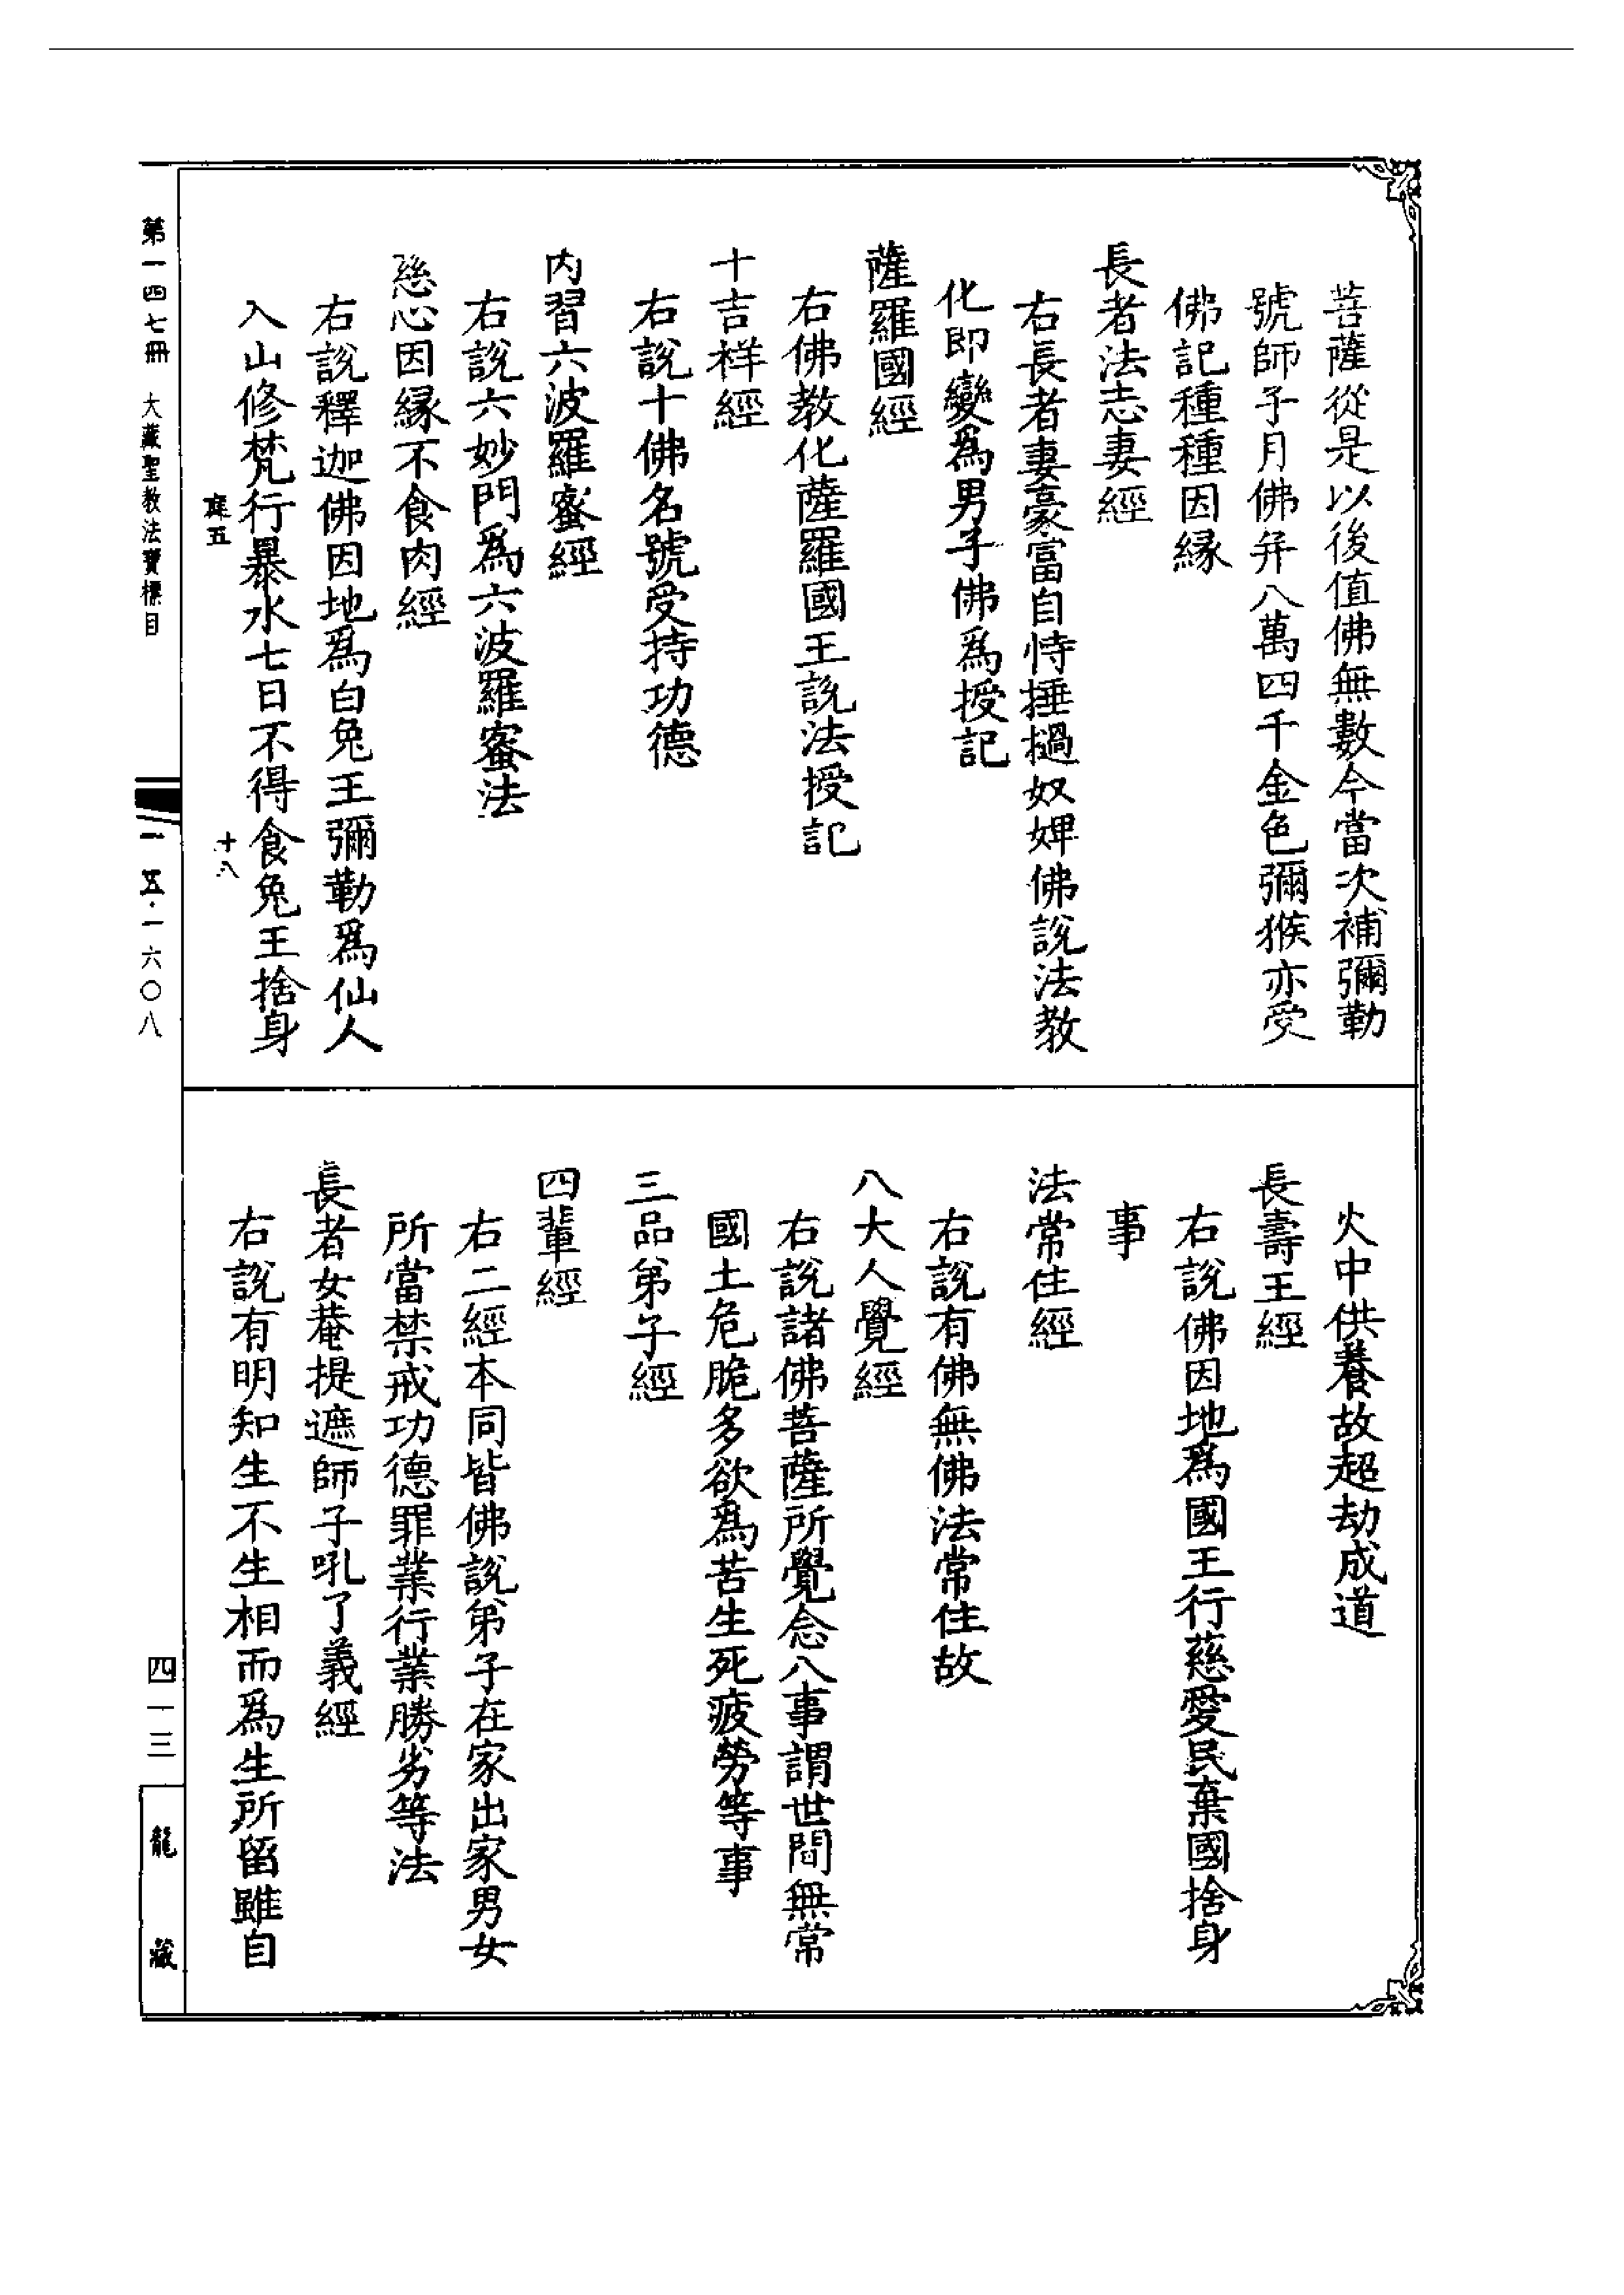 菩薩從是以後值佛無數今當次補彌勒
號師子月佛并八萬四千金色彌猴亦受
佛記種種因緣
長者法志妻經
右長者妻豪富自恃捶撾奴婢佛說法教
化即變爲男子佛爲授記
薩羅國經
右佛教化薩羅國王說法授記
十吉祥經
右說十佛名號受持功德
内習六波羅蜜經
右說六妙門爲六波羅蜜法
慈心因緣不食肉經
右說釋迦佛因地爲白兔王彌勒爲仙人
入山修梵行暴水七日不得食兔王捨身
五
十八
火中供養故超劫成道
長壽王經
右說佛因地爲國王行慈愛民棄國捨身
事
法常住經
右說有佛無佛法常住故
八大人覺經
右說諸佛菩薩所覺念八事謂世間無常
國土危脆多欲爲苦生死疲勞等事
三品弟子經
四輩經
右二經本同皆佛說弟子在家出家男女
所當禁戒功德罪業行業勝劣等法
長者女菴提遮師子吼了義經
右說有明知生不生相而爲生所留雖自
第一四七冊 大藏聖教法寶標目
一五·一六〇八
四一三
龍藏